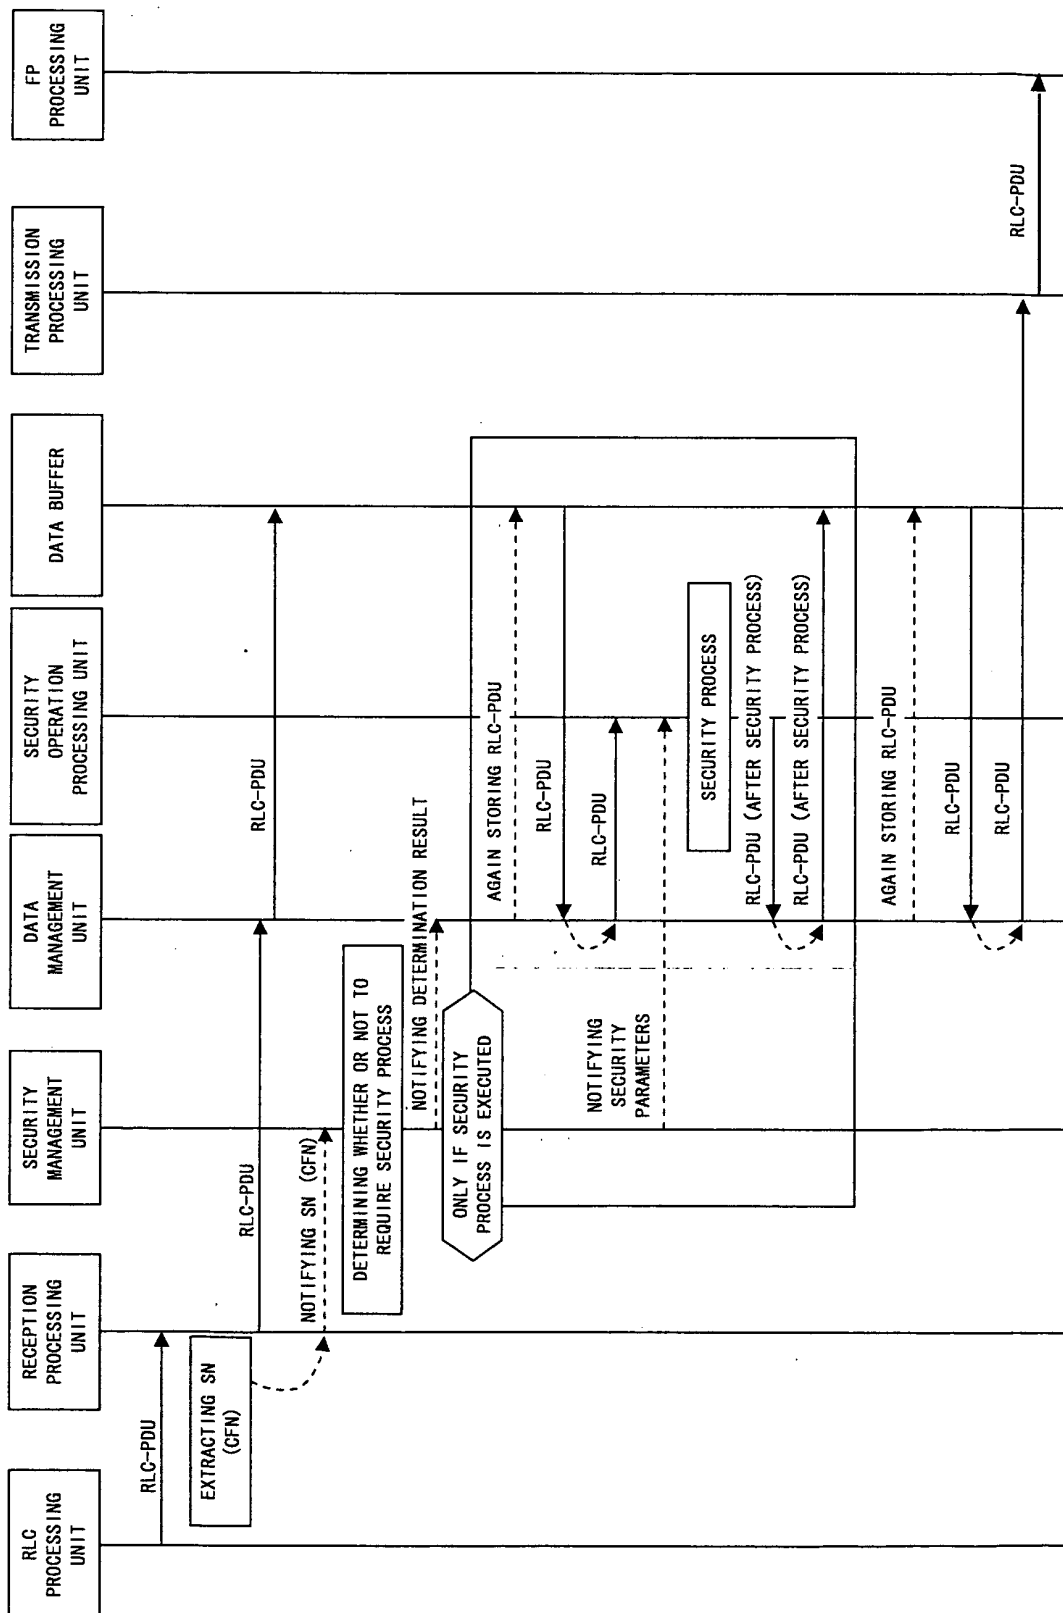 RLC
PROCESSING
UNIT
RECEPTION
PROCESSING
UNIT
SECURITY
MANAGEMENT
UNIT
DATA
MANAGEMENT
UNIT
SECURITY
OPERATION
PROCESSING UNIT
DATA BUFFER
TRANSMISSION
PROCESSING
UNIT
FP
PROCESSING
UNIT
RLC-PDU
EXTRACTING SN
(CFN)
RLC-PDU
RLC-PDU
NOTIFYING SN (CFN)
DETERMINING WHETHER OR NOT TO
REQUIRE SECURITY PROCESS
NOTIFYING DETERMINATION RESULT
ONLY IF SECURITY
PROCESS IS EXECUTED
AGAIN STORING RLC-PDU
RLC-PDU
RLC-PDU
NOTIFYING
SECURITY
PARAMETERS
SECURITY PROCESS
RLC-PDU (AFTER SECURITY PROCESS)
RLC-PDU (AFTER SECURITY PROCESS)
AGAIN STORING RLC-PDU
RLC-PDU
RLC-PDU
RLC-PDU